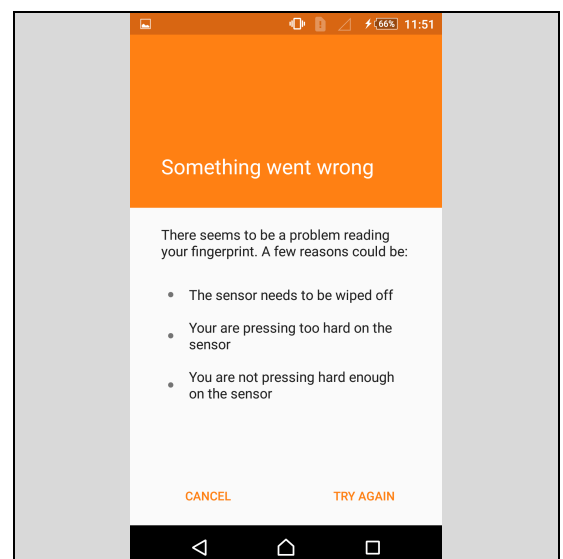 66% 11:51
Something went wrong
There seems to be a problem reading
your fingerprint. A few reasons could be:
The sensor needs to be wiped off
Your are pressing too hard on the
sensor
You are not pressing hard enough
on the sensor
CANCEL TRY AGAIN